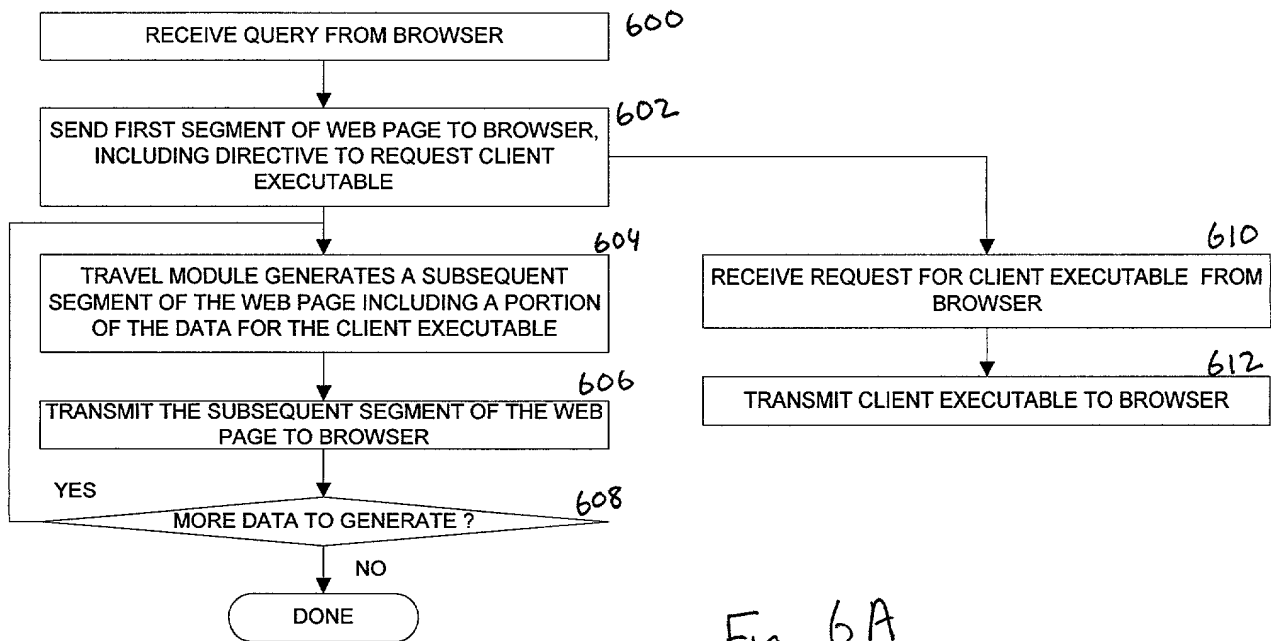 RECEIVE QUERY FROM BROWSER
600
SEND FIRST SEGMENT OF WEB PAGE TO BROWSER,
INCLUDING DIRECTIVE TO REQUEST CLIENT
EXECUTABLE
602
TRAVEL MODULE GENERATES A SUBSEQUENT
SEGMENT OF THE WEB PAGE INCLUDING A PORTION
OF THE DATA FOR THE CLIENT EXECUTABLE
604
TRANSMIT THE SUBSEQUENT SEGMENT OF THE WEB
PAGE TO BROWSER
606
YES
MORE DATA TO GENERATE ?
608
NO
DONE
RECEIVE REQUEST FOR CLIENT EXECUTABLE FROM
BROWSER
610
TRANSMIT CLIENT EXECUTABLE TO BROWSER
612
Fig 6A